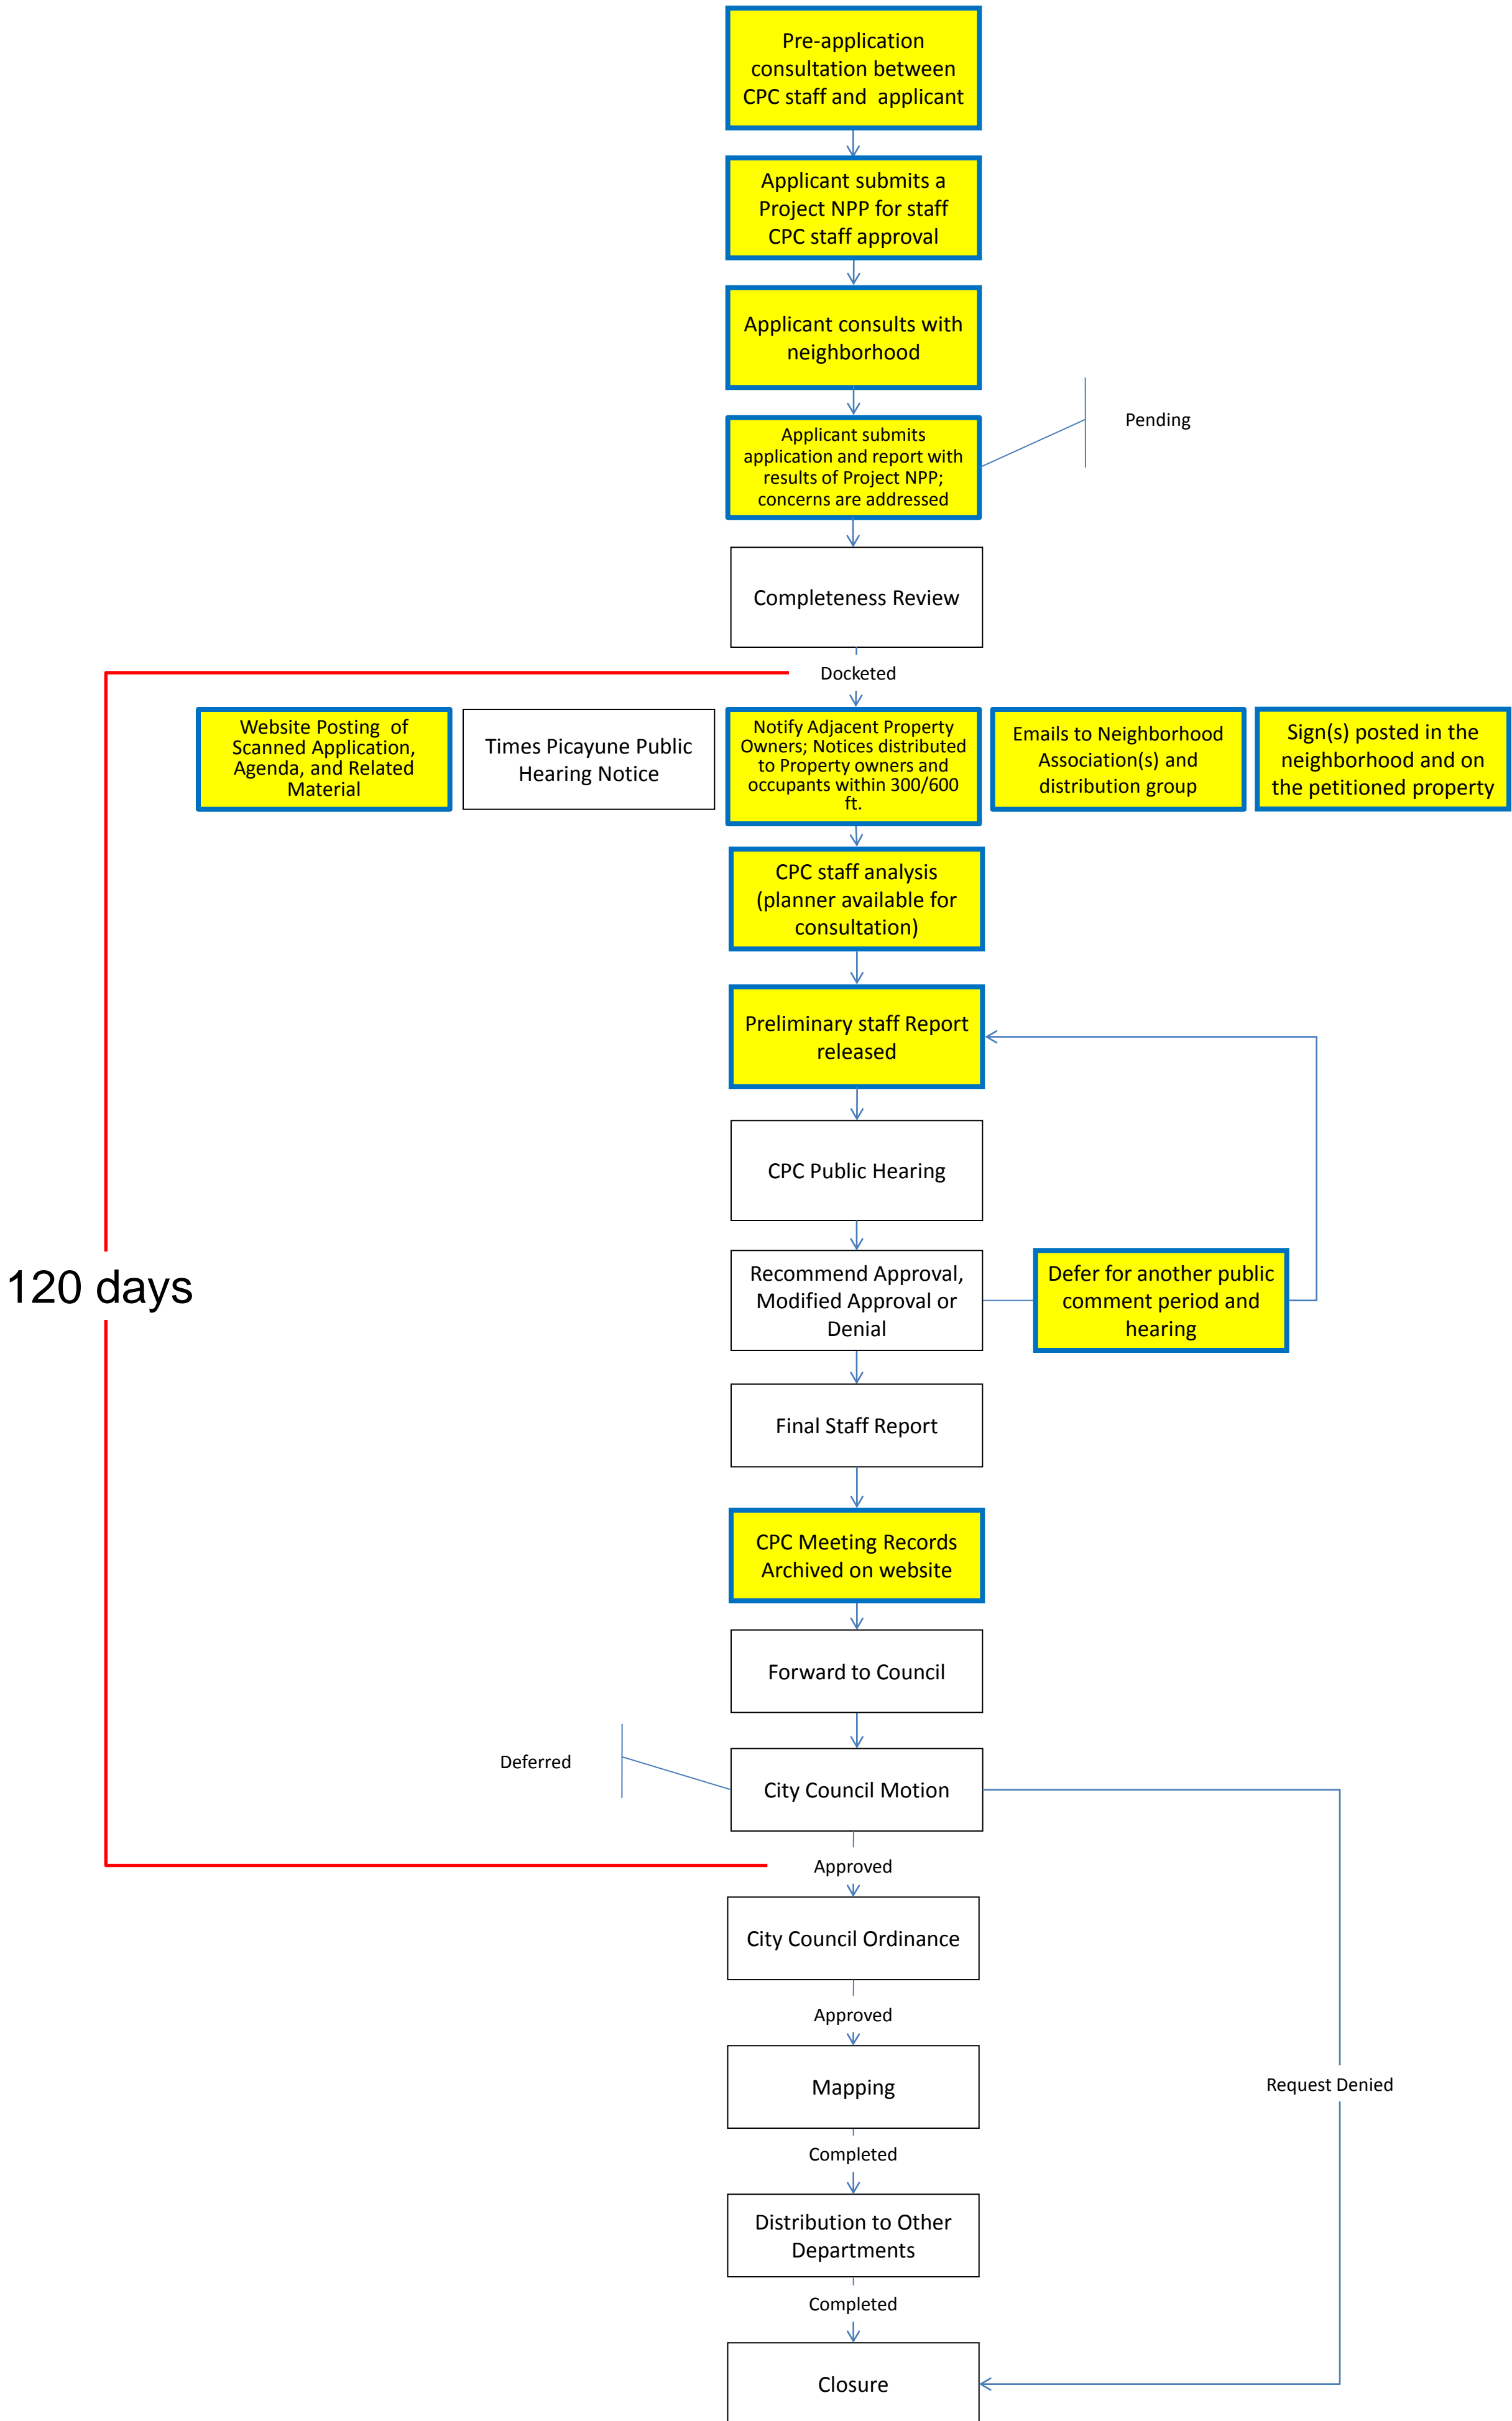 Pre-application
consultation between
CPC staff and  applicant
Applicant submits a
Project NPP for staff
CPC staff approval
Applicant consults with
neighborhood
Applicant submits
application and report with
results of Project NPP;
concerns are addressed
Pending
Completeness Review
Docketed
Website Posting  of
Scanned Application,
Agenda, and Related
Material
Times Picayune Public
Hearing Notice
Notify Adjacent Property
Owners; Notices distributed
to Property owners and
occupants within 300/600
ft.
Emails to Neighborhood
Association(s) and
distribution group
Sign(s) posted in the
neighborhood and on
the petitioned property
CPC staff analysis
(planner available for
consultation)
Preliminary staff Report
released
CPC Public Hearing
120 days
Recommend Approval,
Modified Approval or
Denial
Defer for another public
comment period and
hearing
Final Staff Report
CPC Meeting Records
Archived on website
Forward to Council
Deferred
City Council Motion
Approved
City Council Ordinance
Approved
Mapping
Request Denied
Completed
Distribution to Other
Departments
Completed
Closure